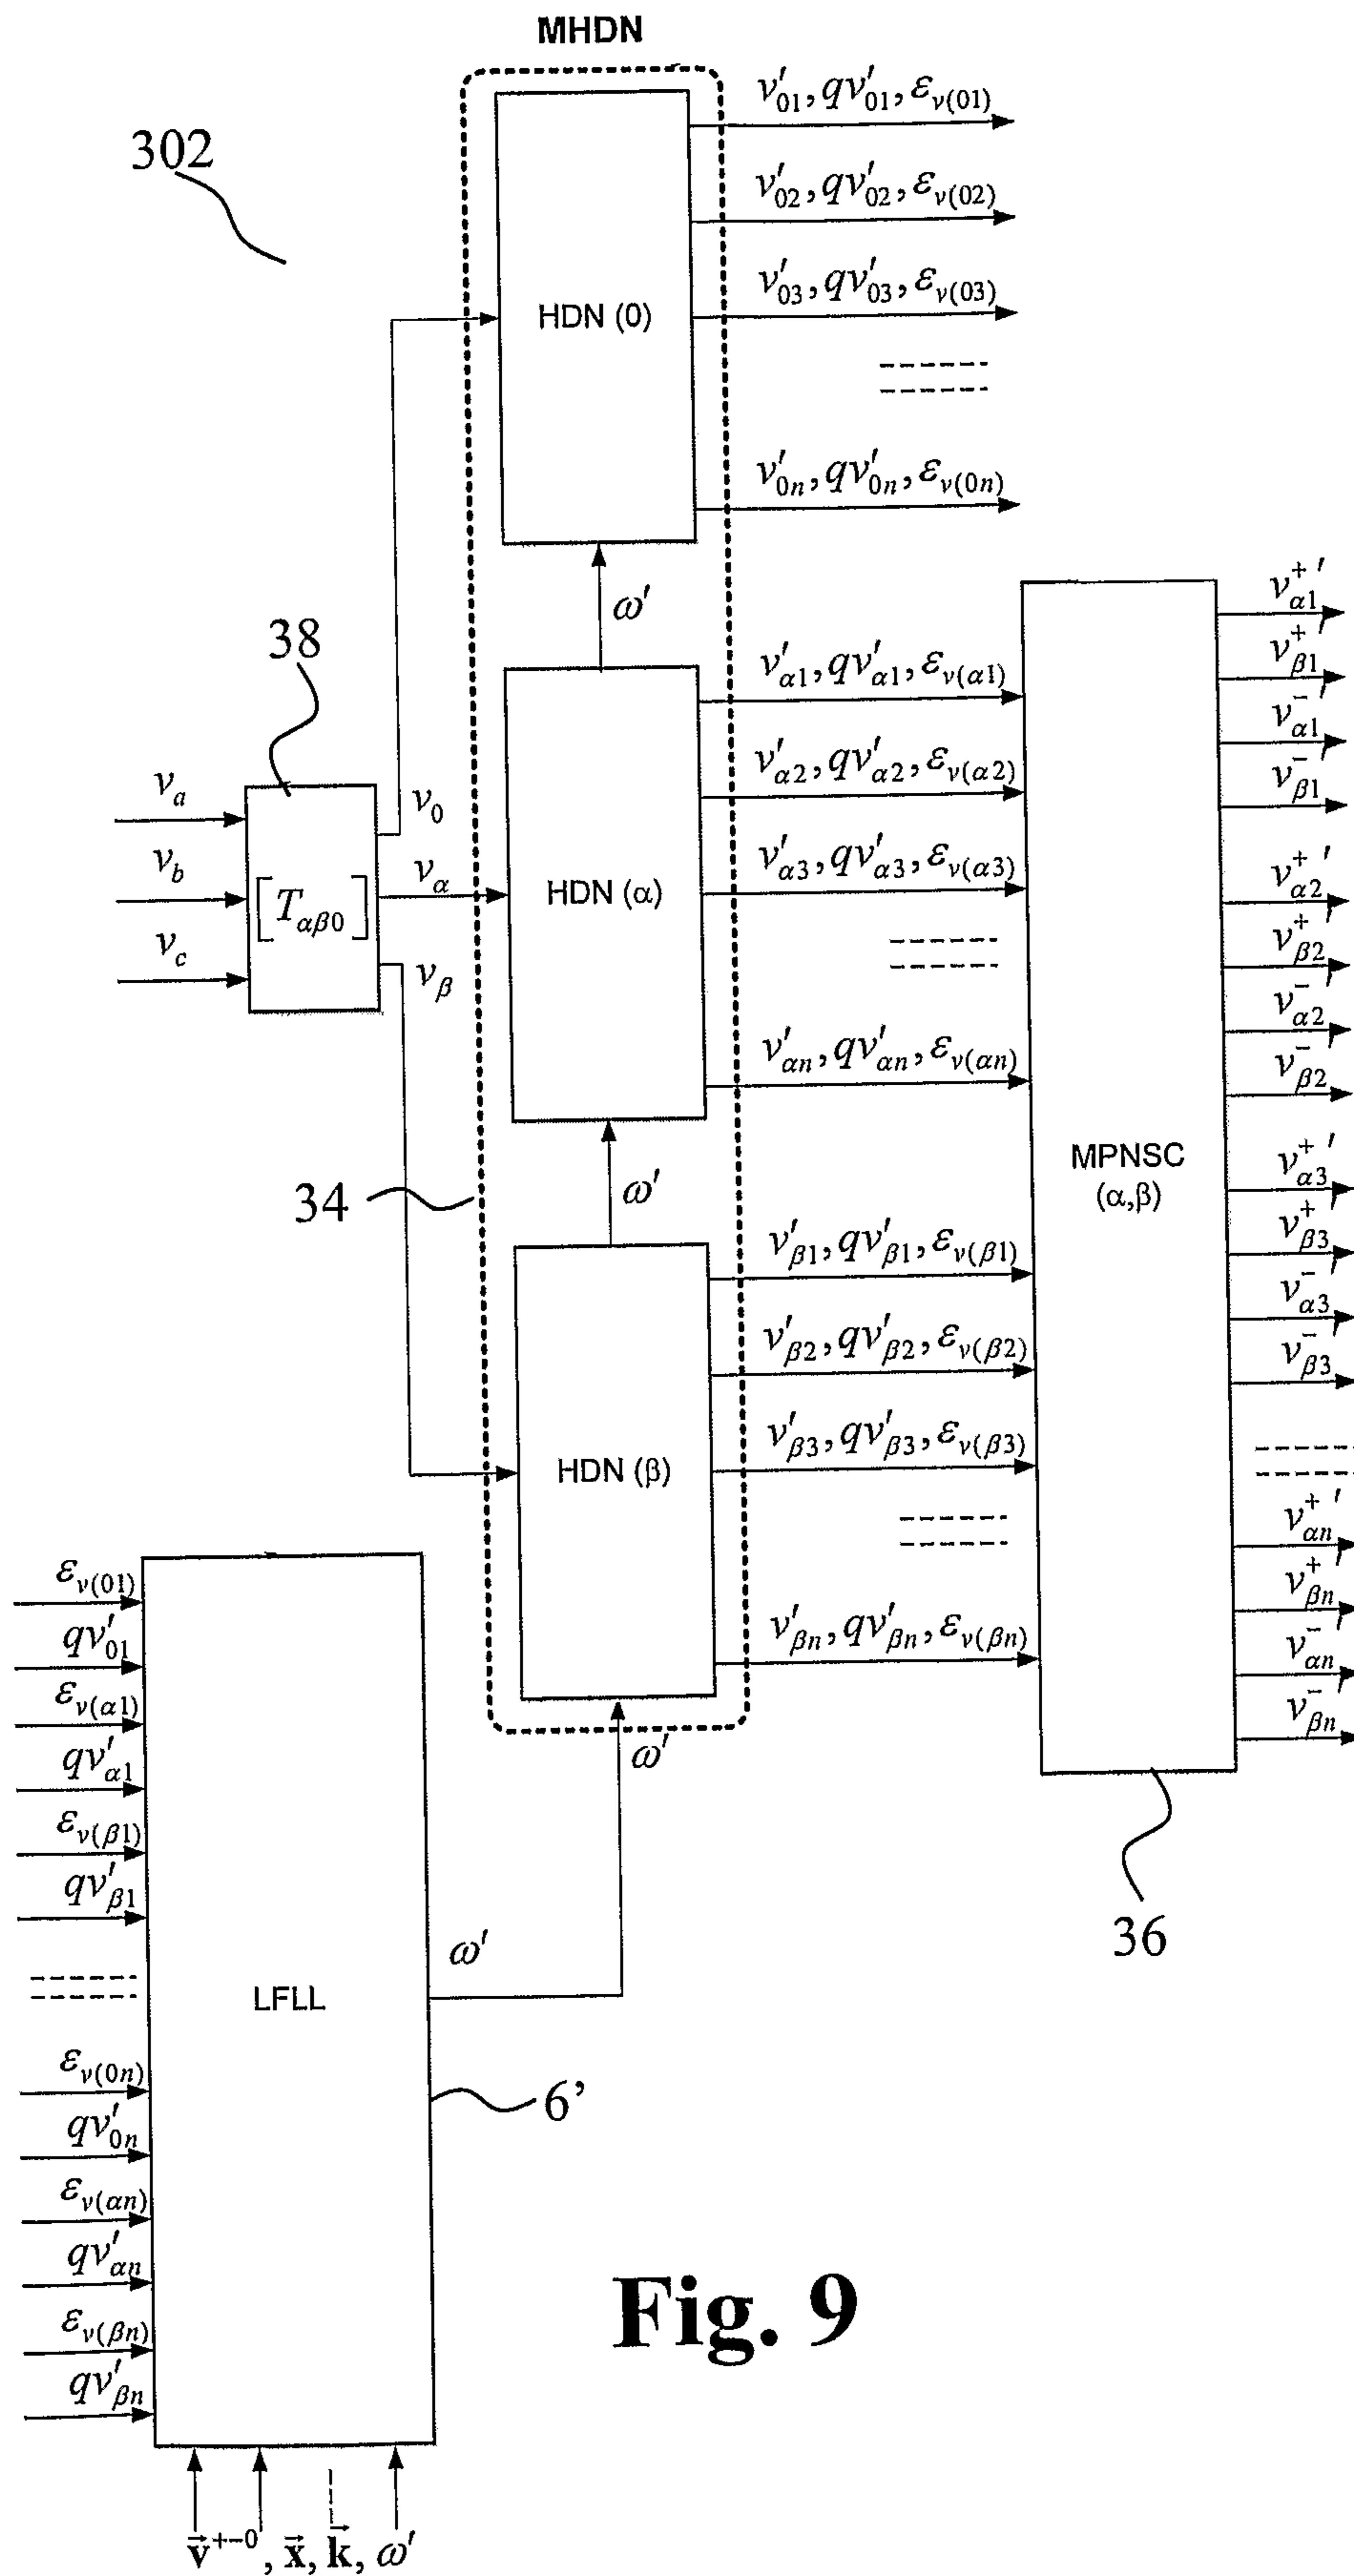 MHDN
302
v′01, qv′01, εv(01)
v′02, qv′02, εv(02)
v′03, qv′03, εv(03)
HDN (0)
v′0n, qv′0n, εv(0n)
ω′
38
va
vb
vc
[Tαβ0]
v0
vα
vβ
v′α1, qv′α1, εv(α1)
v′α2, qv′α2, εv(α2)
v′α3, qv′α3, εv(α3)
HDN (α)
v′αn, qv′αn, εv(αn)
34
ω′
v′β1, qv′β1, εv(β1)
v′β2, qv′β2, εv(β2)
v′β3, qv′β3, εv(β3)
HDN (β)
v′βn, qv′βn, εv(βn)
ω′
MPNSC
(α,β)
36
v+α1′
v+β1′
v-α1′
v-β1′
v+α2′
v+β2′
v-α2′
v-β2′
v+α3′
v+β3′
v-α3′
v-β3′
v+αn′
v+βn′
v-αn′
v-βn′
εv(01)
qv′01
εv(α1)
qv′α1
εv(β1)
qv′β1
εv(0n)
qv′0n
εv(αn)
qv′αn
εv(βn)
qv′βn
LFLL
ω′
6’
v⃗+-0′, x⃗, k⃗, ω′
Fig. 9